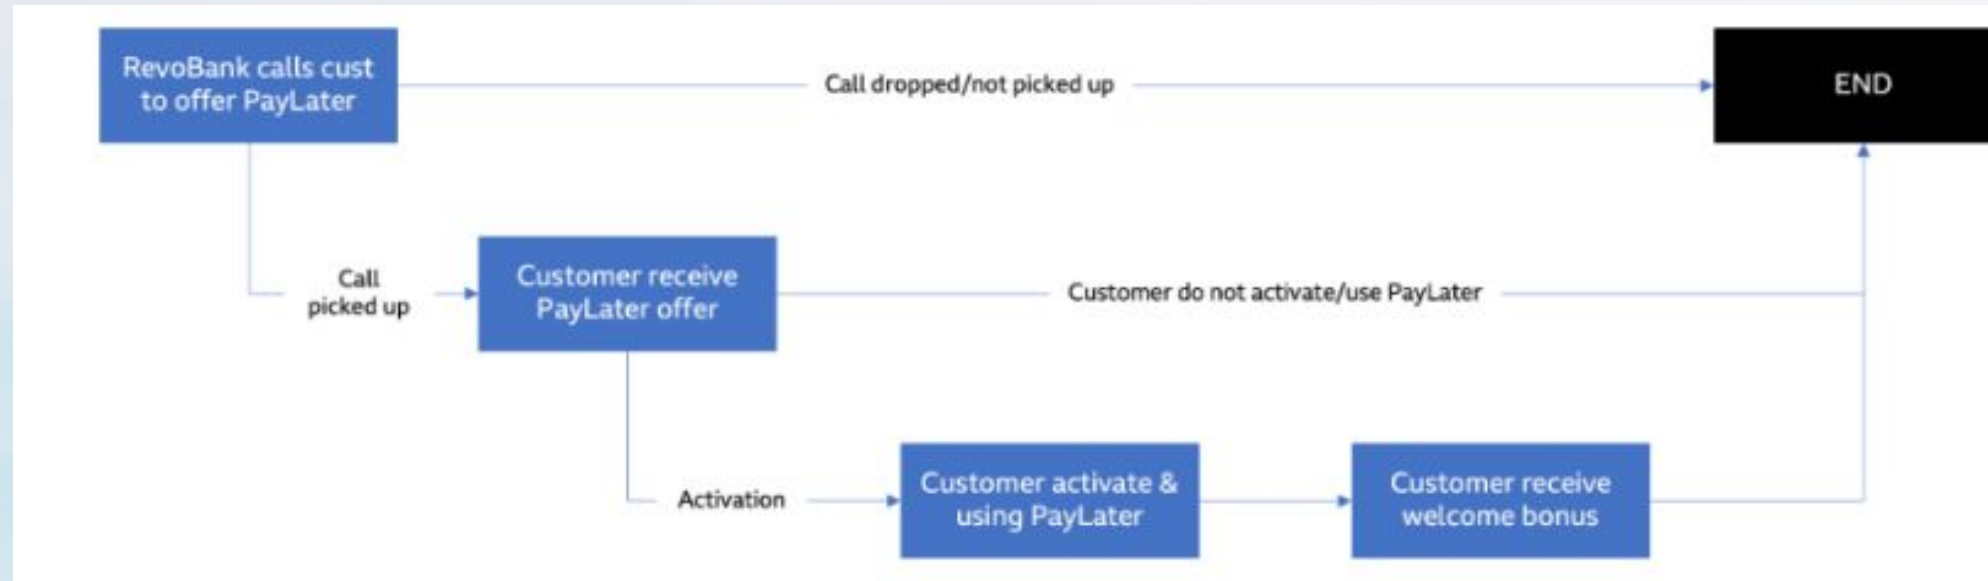 RevoBank calls cust
to offer PayLater
Call dropped/not picked up
END
Call
picked up
Customer receive
PayLater offer
Customer do not activate/use PayLater
Activation
Customer activate &
using PayLater
Customer receive
welcome bonus